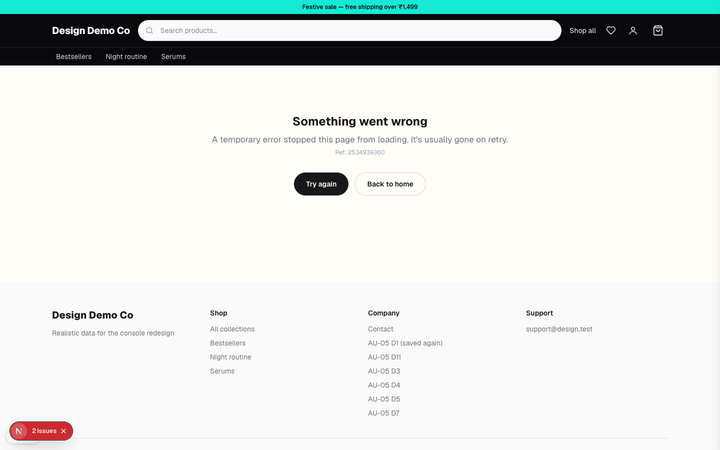 Festive sale — free shipping over ₹1,499
Design Demo Co
Search products...
Shop all
Bestsellers
Night routine
Serums
Something went wrong
A temporary error stopped this page from loading. It's usually gone on retry.
Ref: 2534939360
Try again
Back to home
Design Demo Co
Realistic data for the console redesign
Shop
All collections
Bestsellers
Night routine
Serums
Company
Contact
AU-05 D1 (saved again)
AU-05 D11
AU-05 D3
AU-05 D4
AU-05 D5
AU-05 D7
Support
support@design.test
N
2 Issues